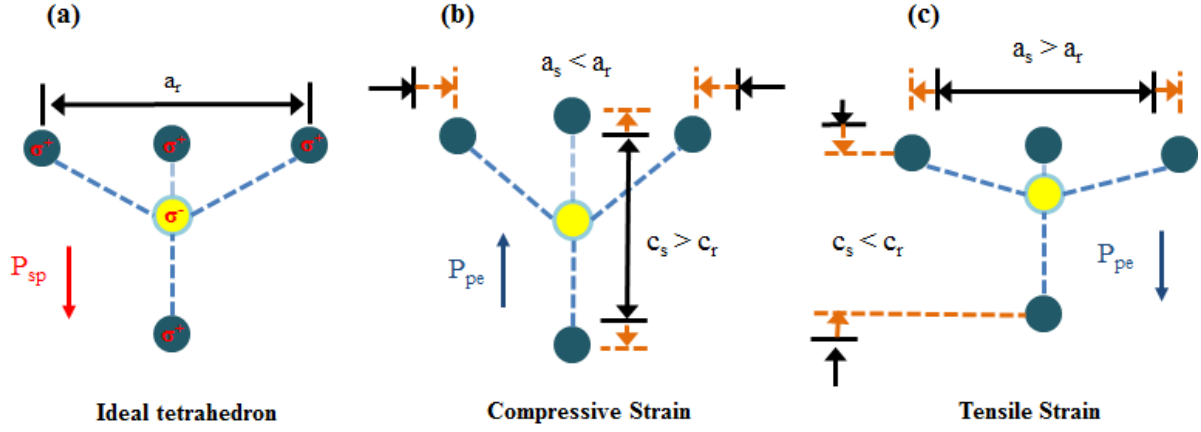 (a)
a_r
σ⁺
σ⁺
σ⁺
σ⁻
P_sp
σ⁺
Ideal tetrahedron
(b)
a_s < a_r
c_s > c_r
P_pe
Compressive Strain
(c)
a_s > a_r
c_s < c_r
P_pe
Tensile Strain